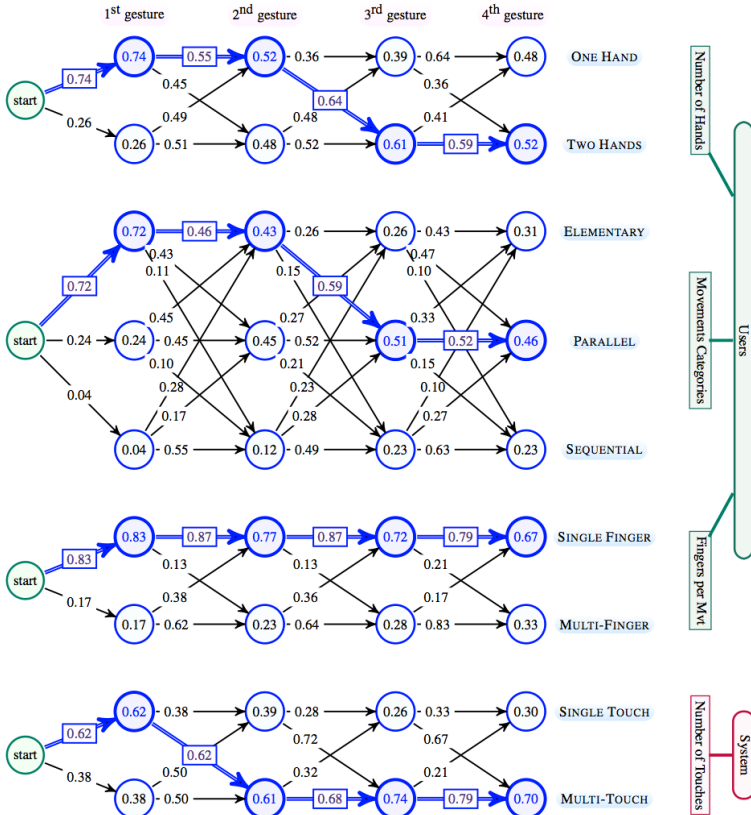 1st gesture 2nd gesture 3rd gesture 4th gesture
0.74 0.55 0.52 0.36 0.39 0.64 0.48 ONE HAND
0.74 0.45 0.64 0.36
start
0.26 0.49 0.48 0.41
0.26 0.51 0.48 0.52 0.61 0.59 0.52 TWO HANDS
Number of Hands
0.72 0.46 0.43 0.26 0.26 0.43 0.31 ELEMENTARY
0.43 0.47
0.11 0.15 0.10
0.72 0.59
0.45 0.27 0.33
start 0.24 0.24 0.45 0.45 0.52 0.51 0.52 0.46 PARALLEL
0.10 0.21 0.15
0.28 0.23 0.10
0.04 0.17 0.28 0.27
0.04 0.55 0.12 0.49 0.23 0.63 0.23 SEQUENTIAL
Movements Categories
Users
0.83 0.87 0.77 0.87 0.72 0.79 0.67 SINGLE FINGER
0.83 0.13 0.13 0.21
start
0.17 0.38 0.36 0.17
0.17 0.62 0.23 0.64 0.28 0.83 0.33 MULTI-FINGER
Fingers per Mvt
0.62 0.38 0.39 0.28 0.26 0.33 0.30 SINGLE TOUCH
0.62 0.62 0.72 0.67
start
0.38 0.50 0.32 0.21
0.38 0.50 0.61 0.68 0.74 0.79 0.70 MULTI-TOUCH
Number of Touches
System